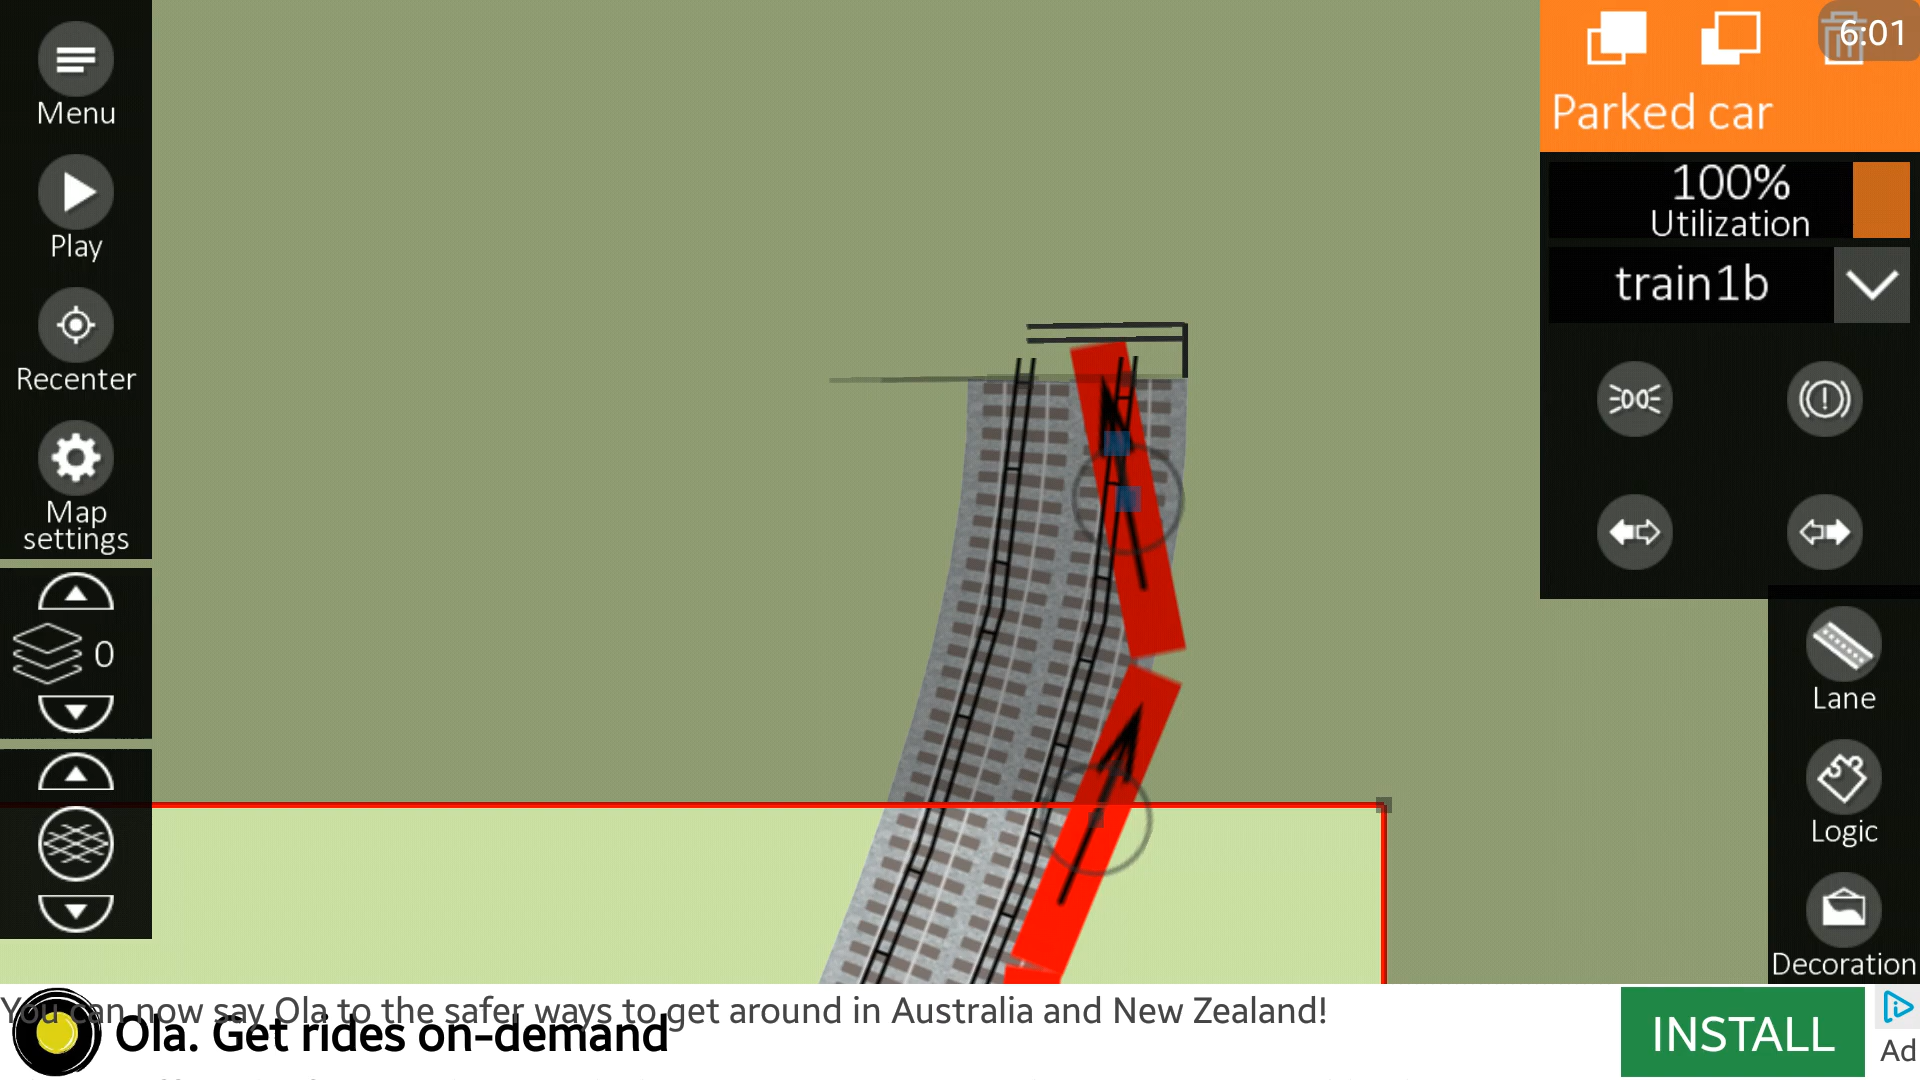 Menu
Play
Recenter
Map
settings
0
6:01
Parked car
100%
Utilization
train1b
Lane
Logic
Decoration
You can now say Ola to the safer ways to get around in Australia and New Zealand!
Ola. Get rides on-demand
INSTALL
Ad